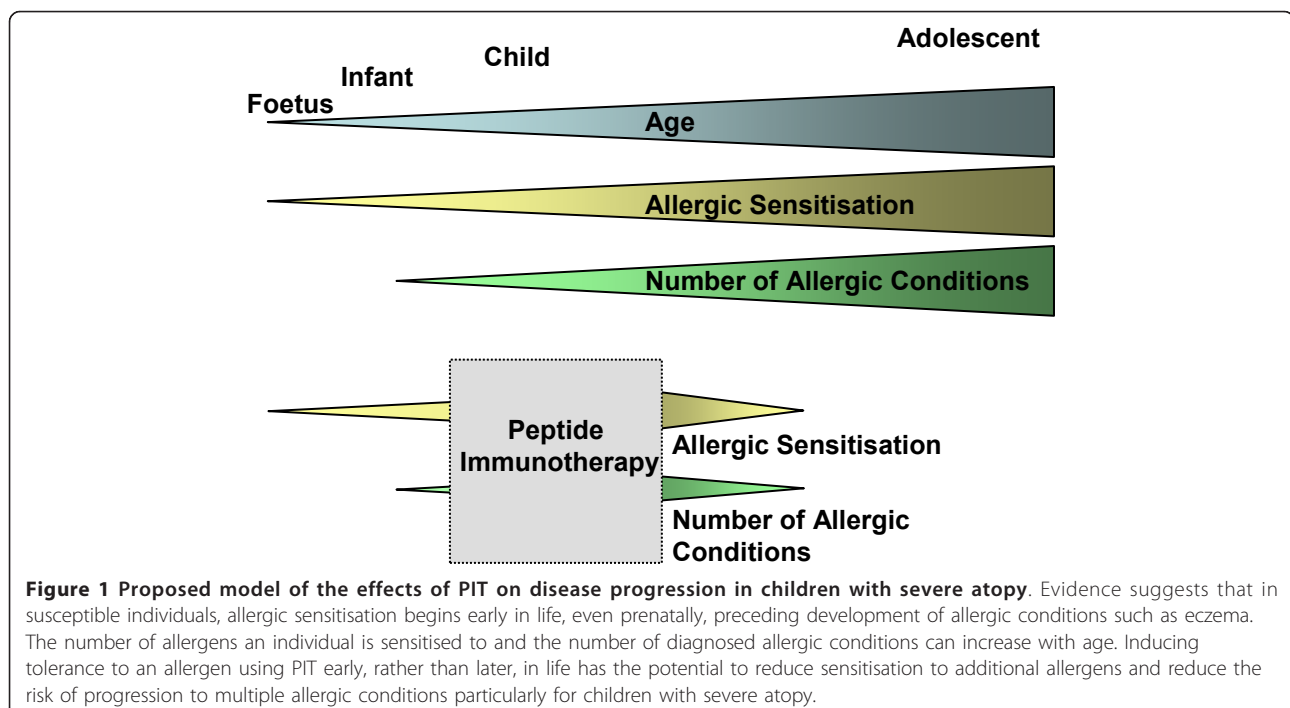 Adolescent
Child
Infant
Foetus
Age
Allergic Sensitisation
Number of Allergic Conditions
Peptide
Immunotherapy
Allergic Sensitisation
Number of Allergic
Conditions
Figure 1 Proposed model of the effects of PIT on disease progression in children with severe atopy. Evidence suggests that in
susceptible individuals, allergic sensitisation begins early in life, even prenatally, preceding development of allergic conditions such as eczema.
The number of allergens an individual is sensitised to and the number of diagnosed allergic conditions can increase with age. Inducing
tolerance to an allergen using PIT early, rather than later, in life has the potential to reduce sensitisation to additional allergens and reduce the
risk of progression to multiple allergic conditions particularly for children with severe atopy.